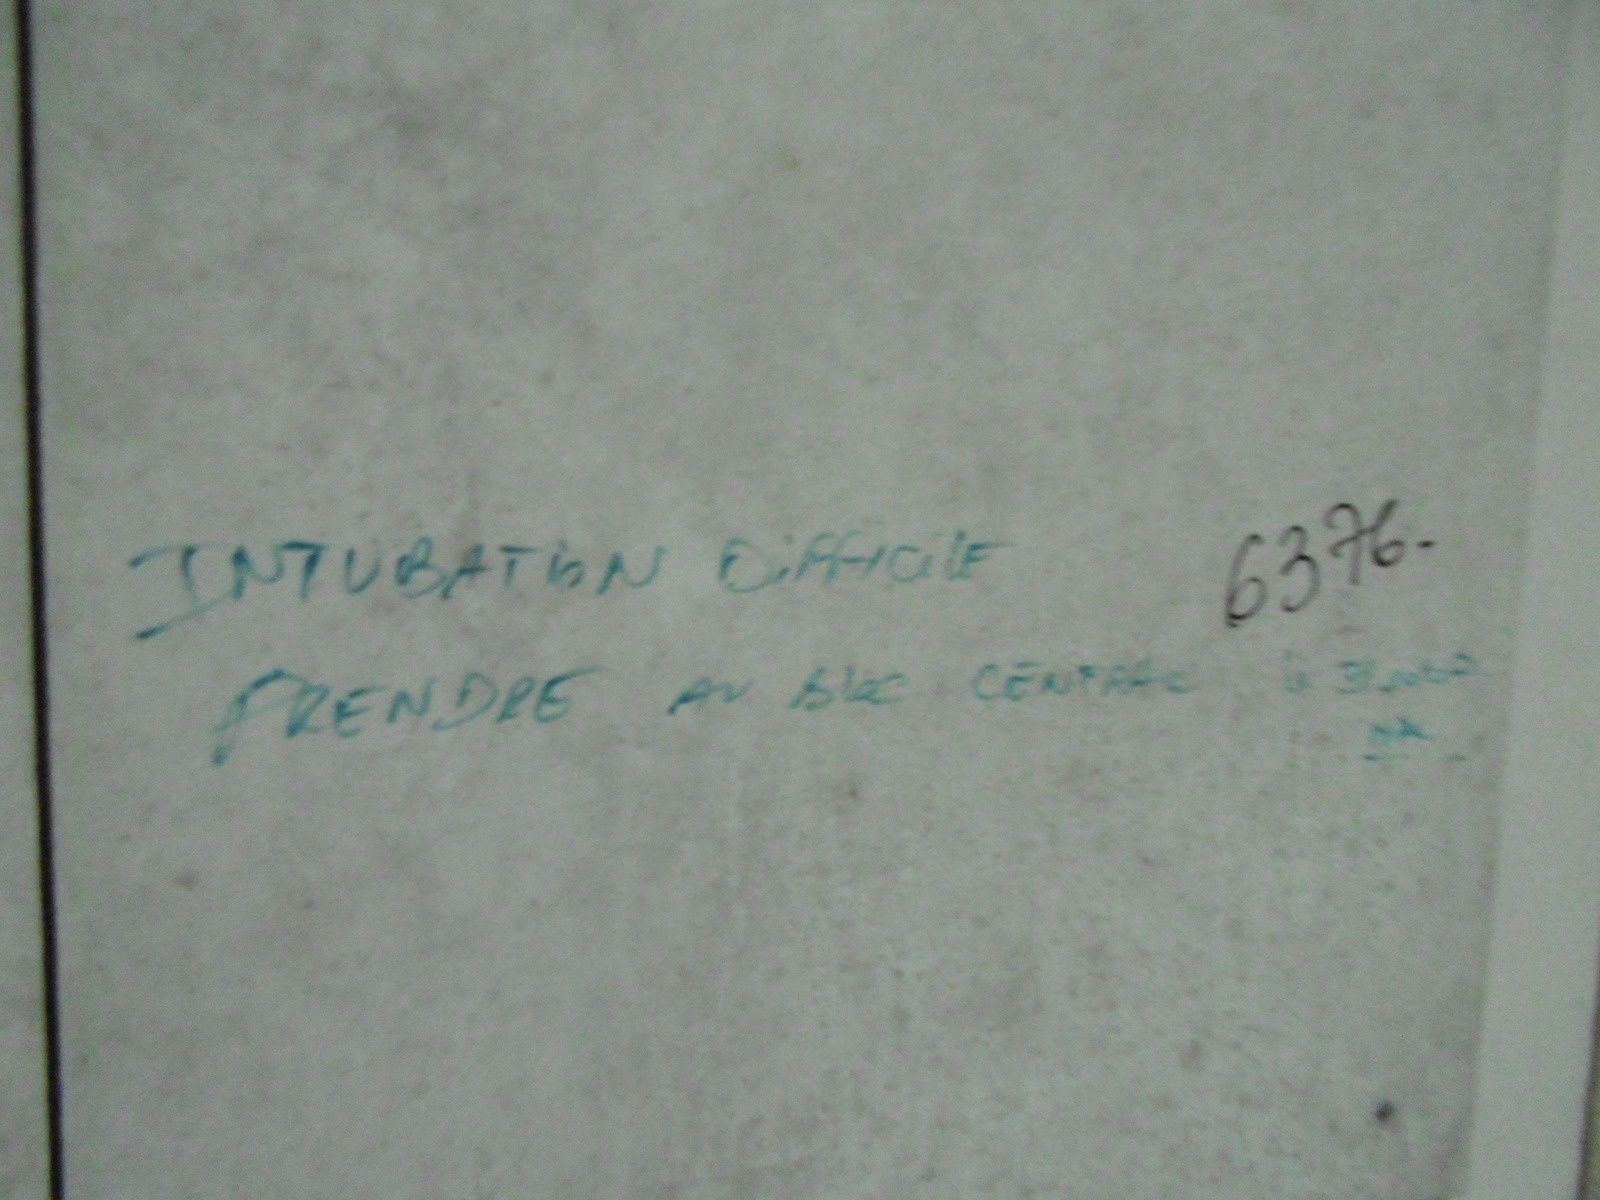 INTUBATION DifficilE
6376.
PRENDRE AU BLOC CENTRAL